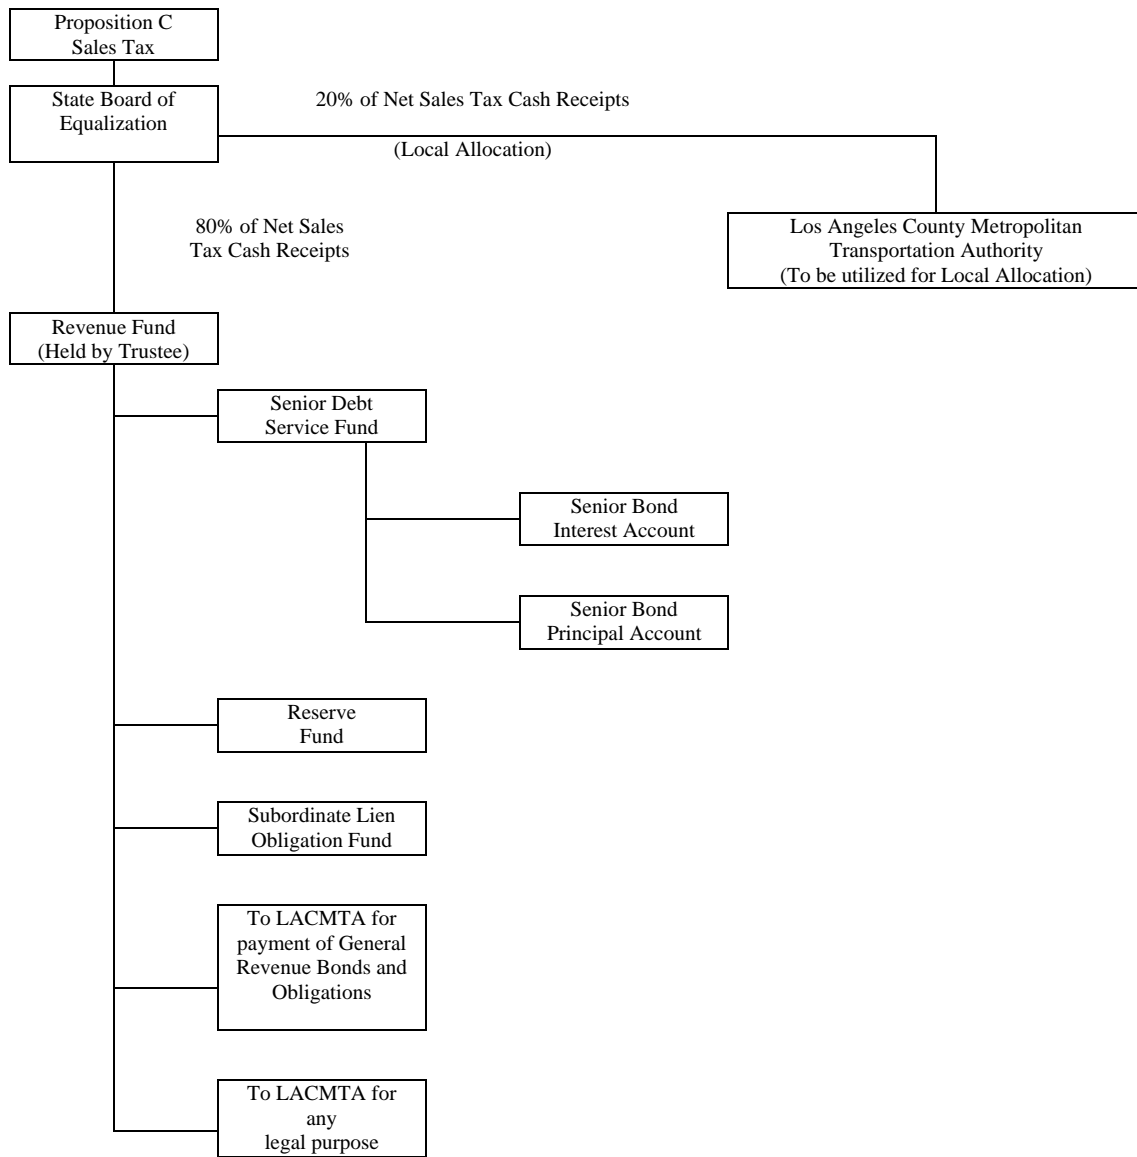 Proposition C
Sales Tax
State Board of
Equalization
20% of Net Sales Tax Cash Receipts
(Local Allocation)
80% of Net Sales
Tax Cash Receipts
Los Angeles County Metropolitan
Transportation Authority
(To be utilized for Local Allocation)
Revenue Fund
(Held by Trustee)
Senior Debt
Service Fund
Senior Bond
Interest Account
Senior Bond
Principal Account
Reserve
Fund
Subordinate Lien
Obligation Fund
To LACMTA for
payment of General
Revenue Bonds and
Obligations
To LACMTA for
any
legal purpose